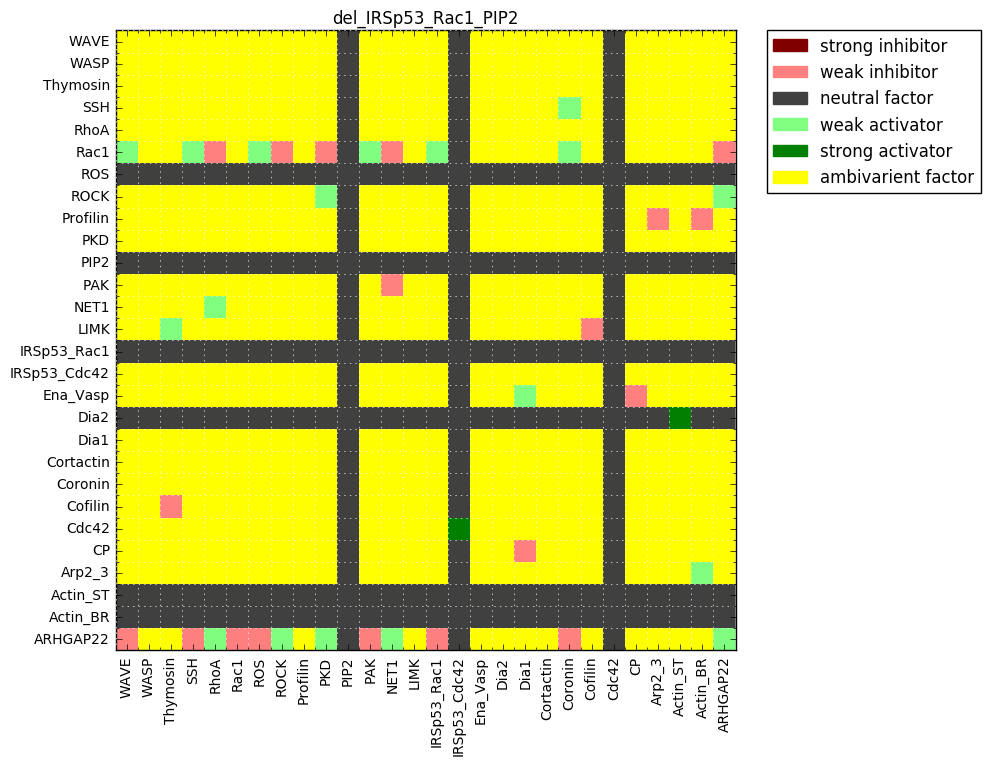 del_IRSp53_Rac1_PIP2
WAVE
WASP
Thymosin
SSH
RhoA
Rac1
ROS
ROCK
Profilin
PKD
PIP2
PAK
NET1
LIMK
IRSp53_Rac1
IRSp53_Cdc42
Ena_Vasp
Dia2
Dia1
Cortactin
Coronin
Cofilin
Cdc42
CP
Arp2_3
Actin_ST
Actin_BR
ARHGAP22
WAVE
WASP
Thymosin
SSH
RhoA
Rac1
ROS
ROCK
Profilin
PKD
PIP2
PAK
NET1
LIMK
IRSp53_Rac1
IRSp53_Cdc42
Ena_Vasp
Dia2
Dia1
Cortactin
Coronin
Cofilin
Cdc42
CP
Arp2_3
Actin_ST
Actin_BR
ARHGAP22
strong inhibitor
weak inhibitor
neutral factor
weak activator
strong activator
ambivarient factor